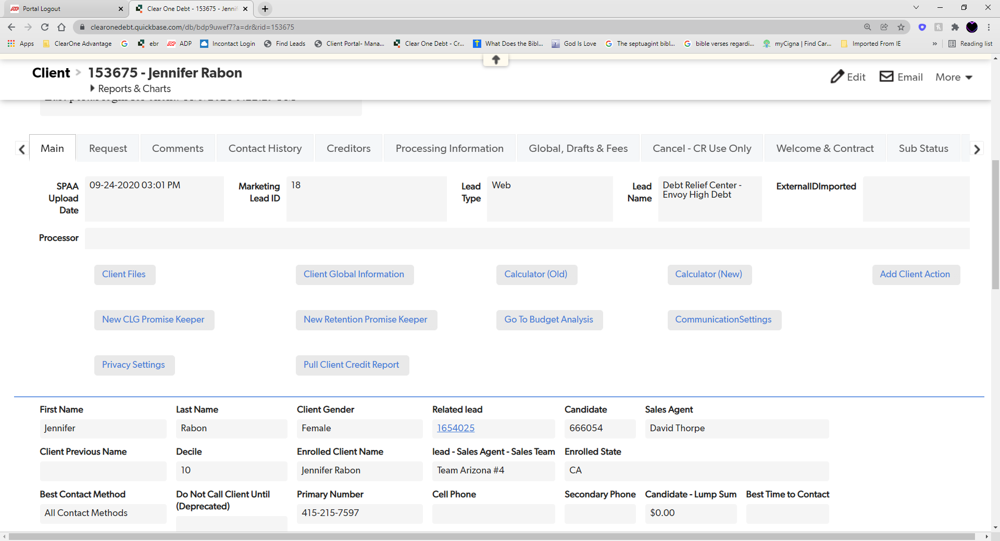 Portal Logout
Clear One Debt - 153675 - Jennif
clearonedebt.quickbase.com/db/bdp9uwef7?a=dr&rid=153675
Apps ClearOne Advantage ebr ADP Incontact Login Find Leads Client Portal- Mana... Clear One Debt - Cr... What Does the Bibl... God Is Love The septuagint bibl... bible verses regardi... myCigna | Find Car... Imported From IE » Reading list
Client > 153675 - Jennifer Rabon
Edit Email More
Reports & Charts
Main Request Comments Contact History Creditors Processing Information Global, Drafts & Fees Cancel - CR Use Only Welcome & Contract Sub Status
SPAA Upload Date 09-24-2020 03:01 PM
Marketing Lead ID 18
Lead Type Web
Lead Name Debt Relief Center - Envoy High Debt
ExternalIDImported
Processor
Client Files Client Global Information Calculator (Old) Calculator (New) Add Client Action
New CLG Promise Keeper New Retention Promise Keeper Go To Budget Analysis CommunicationSettings
Privacy Settings Pull Client Credit Report
First Name Last Name Client Gender Related lead Candidate Sales Agent
Jennifer Rabon Female 1654025 666054 David Thorpe
Client Previous Name Decile Enrolled Client Name lead - Sales Agent - Sales Team Enrolled State
10 Jennifer Rabon Team Arizona #4 CA
Best Contact Method Do Not Call Client Until (Deprecated) Primary Number Cell Phone Secondary Phone Candidate - Lump Sum Best Time to Contact
All Contact Methods 415-215-7597 $0.00